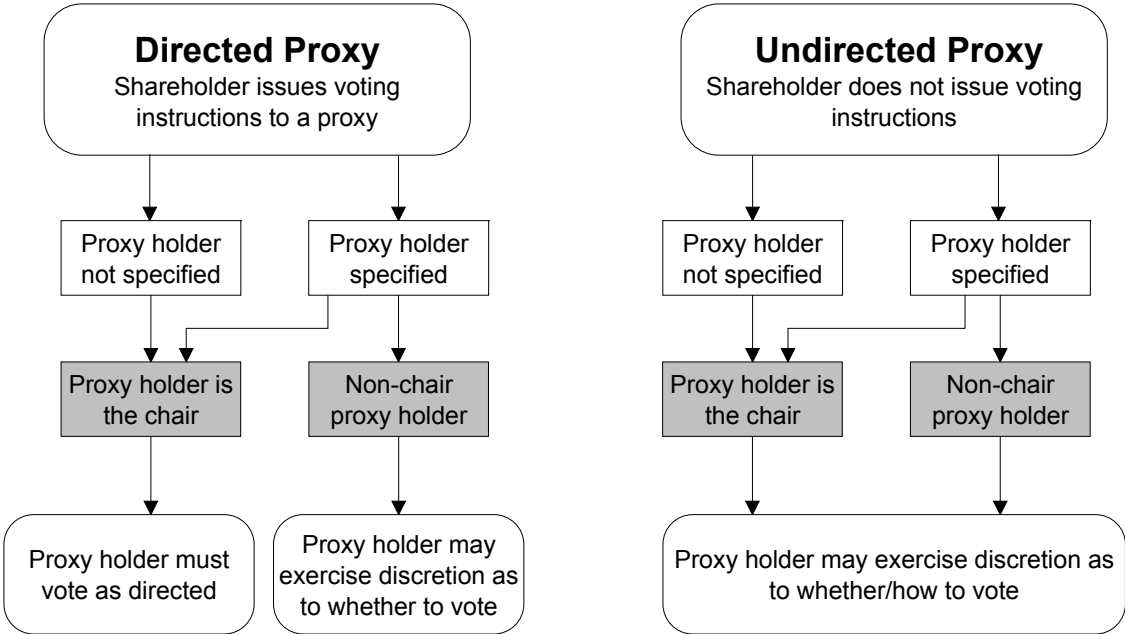 Directed Proxy
Shareholder issues voting
instructions to a proxy
Proxy holder
not specified
Proxy holder
specified
Proxy holder is
the chair
Non-chair
proxy holder
Proxy holder must
vote as directed
Proxy holder may
exercise discretion as
to whether to vote
Undirected Proxy
Shareholder does not issue voting
instructions
Proxy holder
not specified
Proxy holder
specified
Proxy holder is
the chair
Non-chair
proxy holder
Proxy holder may exercise discretion as
to whether/how to vote